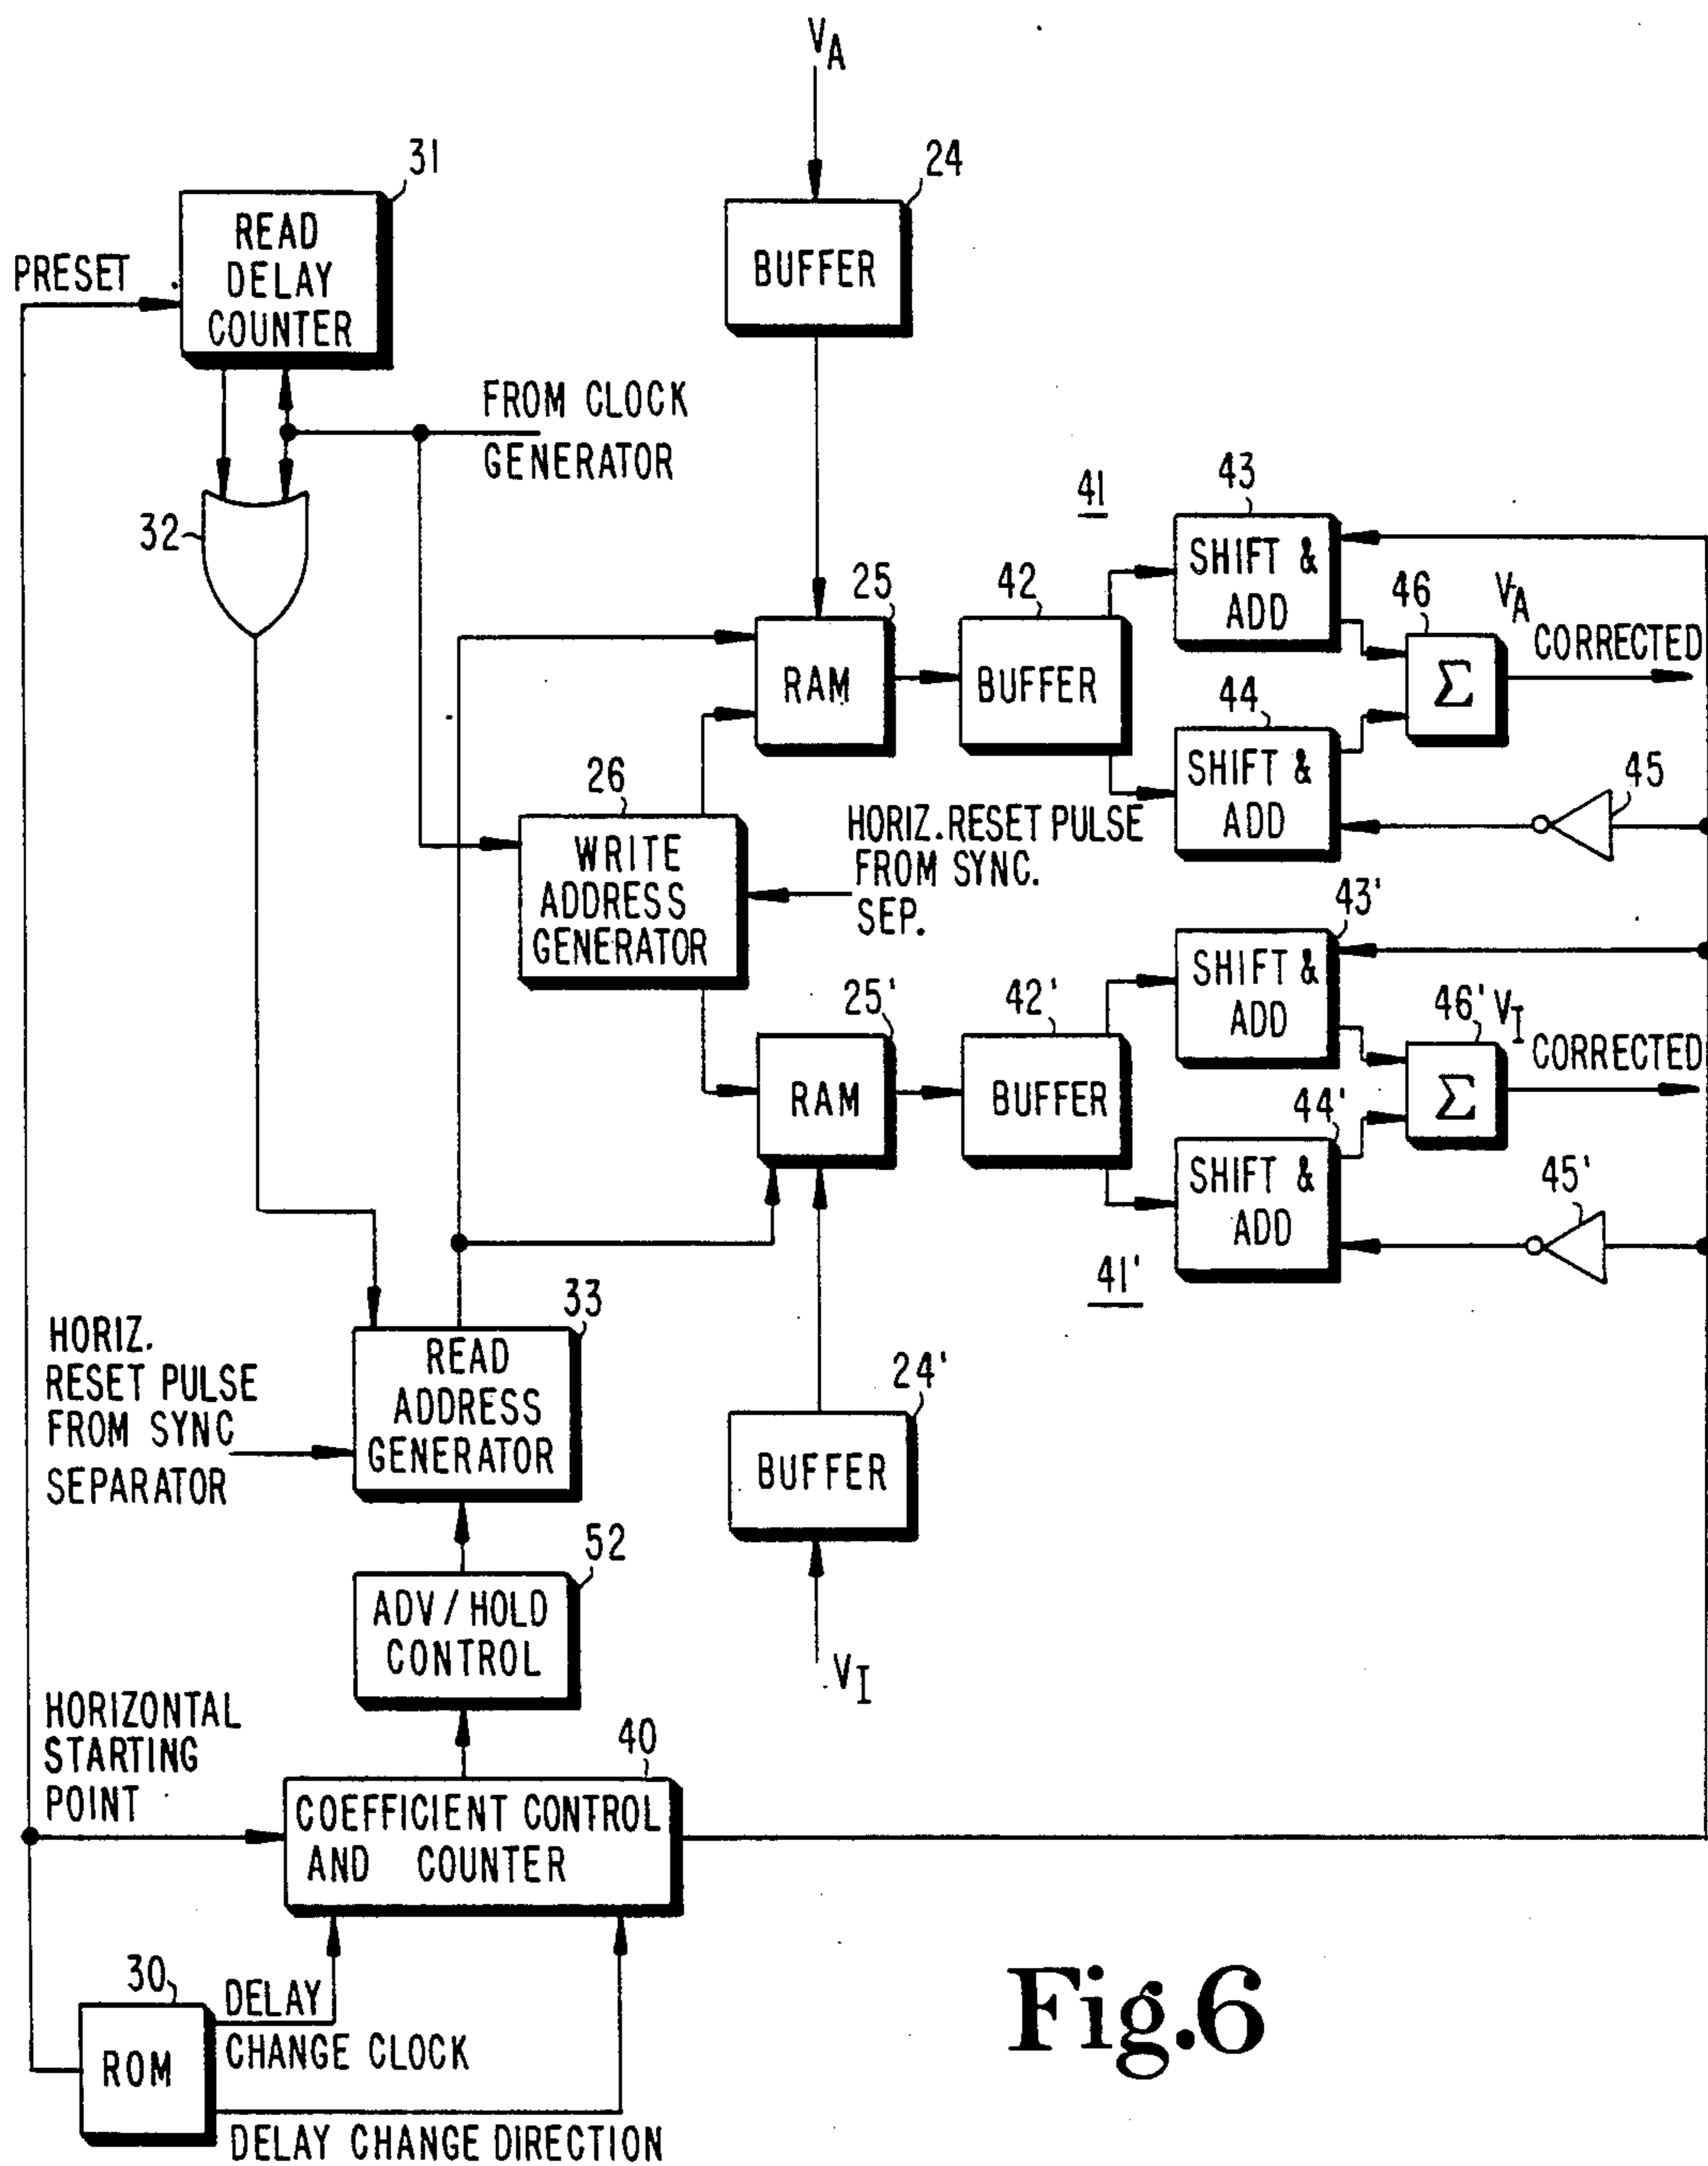 VA
31
24
READ
DELAY
COUNTER
PRESET
BUFFER
FROM CLOCK
GENERATOR
32
41
43
SHIFT &
ADD
25
42
46
VA
CORRECTED
RAM
BUFFER
Σ
44
SHIFT &
ADD
45
26
WRITE
ADDRESS
GENERATOR
HORIZ. RESET PULSE
FROM SYNC.
SEP.
43'
SHIFT &
ADD
25'
42'
46'
VI
CORRECTED
RAM
BUFFER
Σ
44'
SHIFT &
ADD
45'
41'
33
HORIZ.
RESET PULSE
FROM SYNC
SEPARATOR
READ
ADDRESS
GENERATOR
24'
BUFFER
52
ADV / HOLD
CONTROL
VI
HORIZONTAL
STARTING
POINT
40
COEFFICIENT CONTROL
AND COUNTER
30
ROM
DELAY
CHANGE CLOCK
DELAY CHANGE DIRECTION
Fig.6